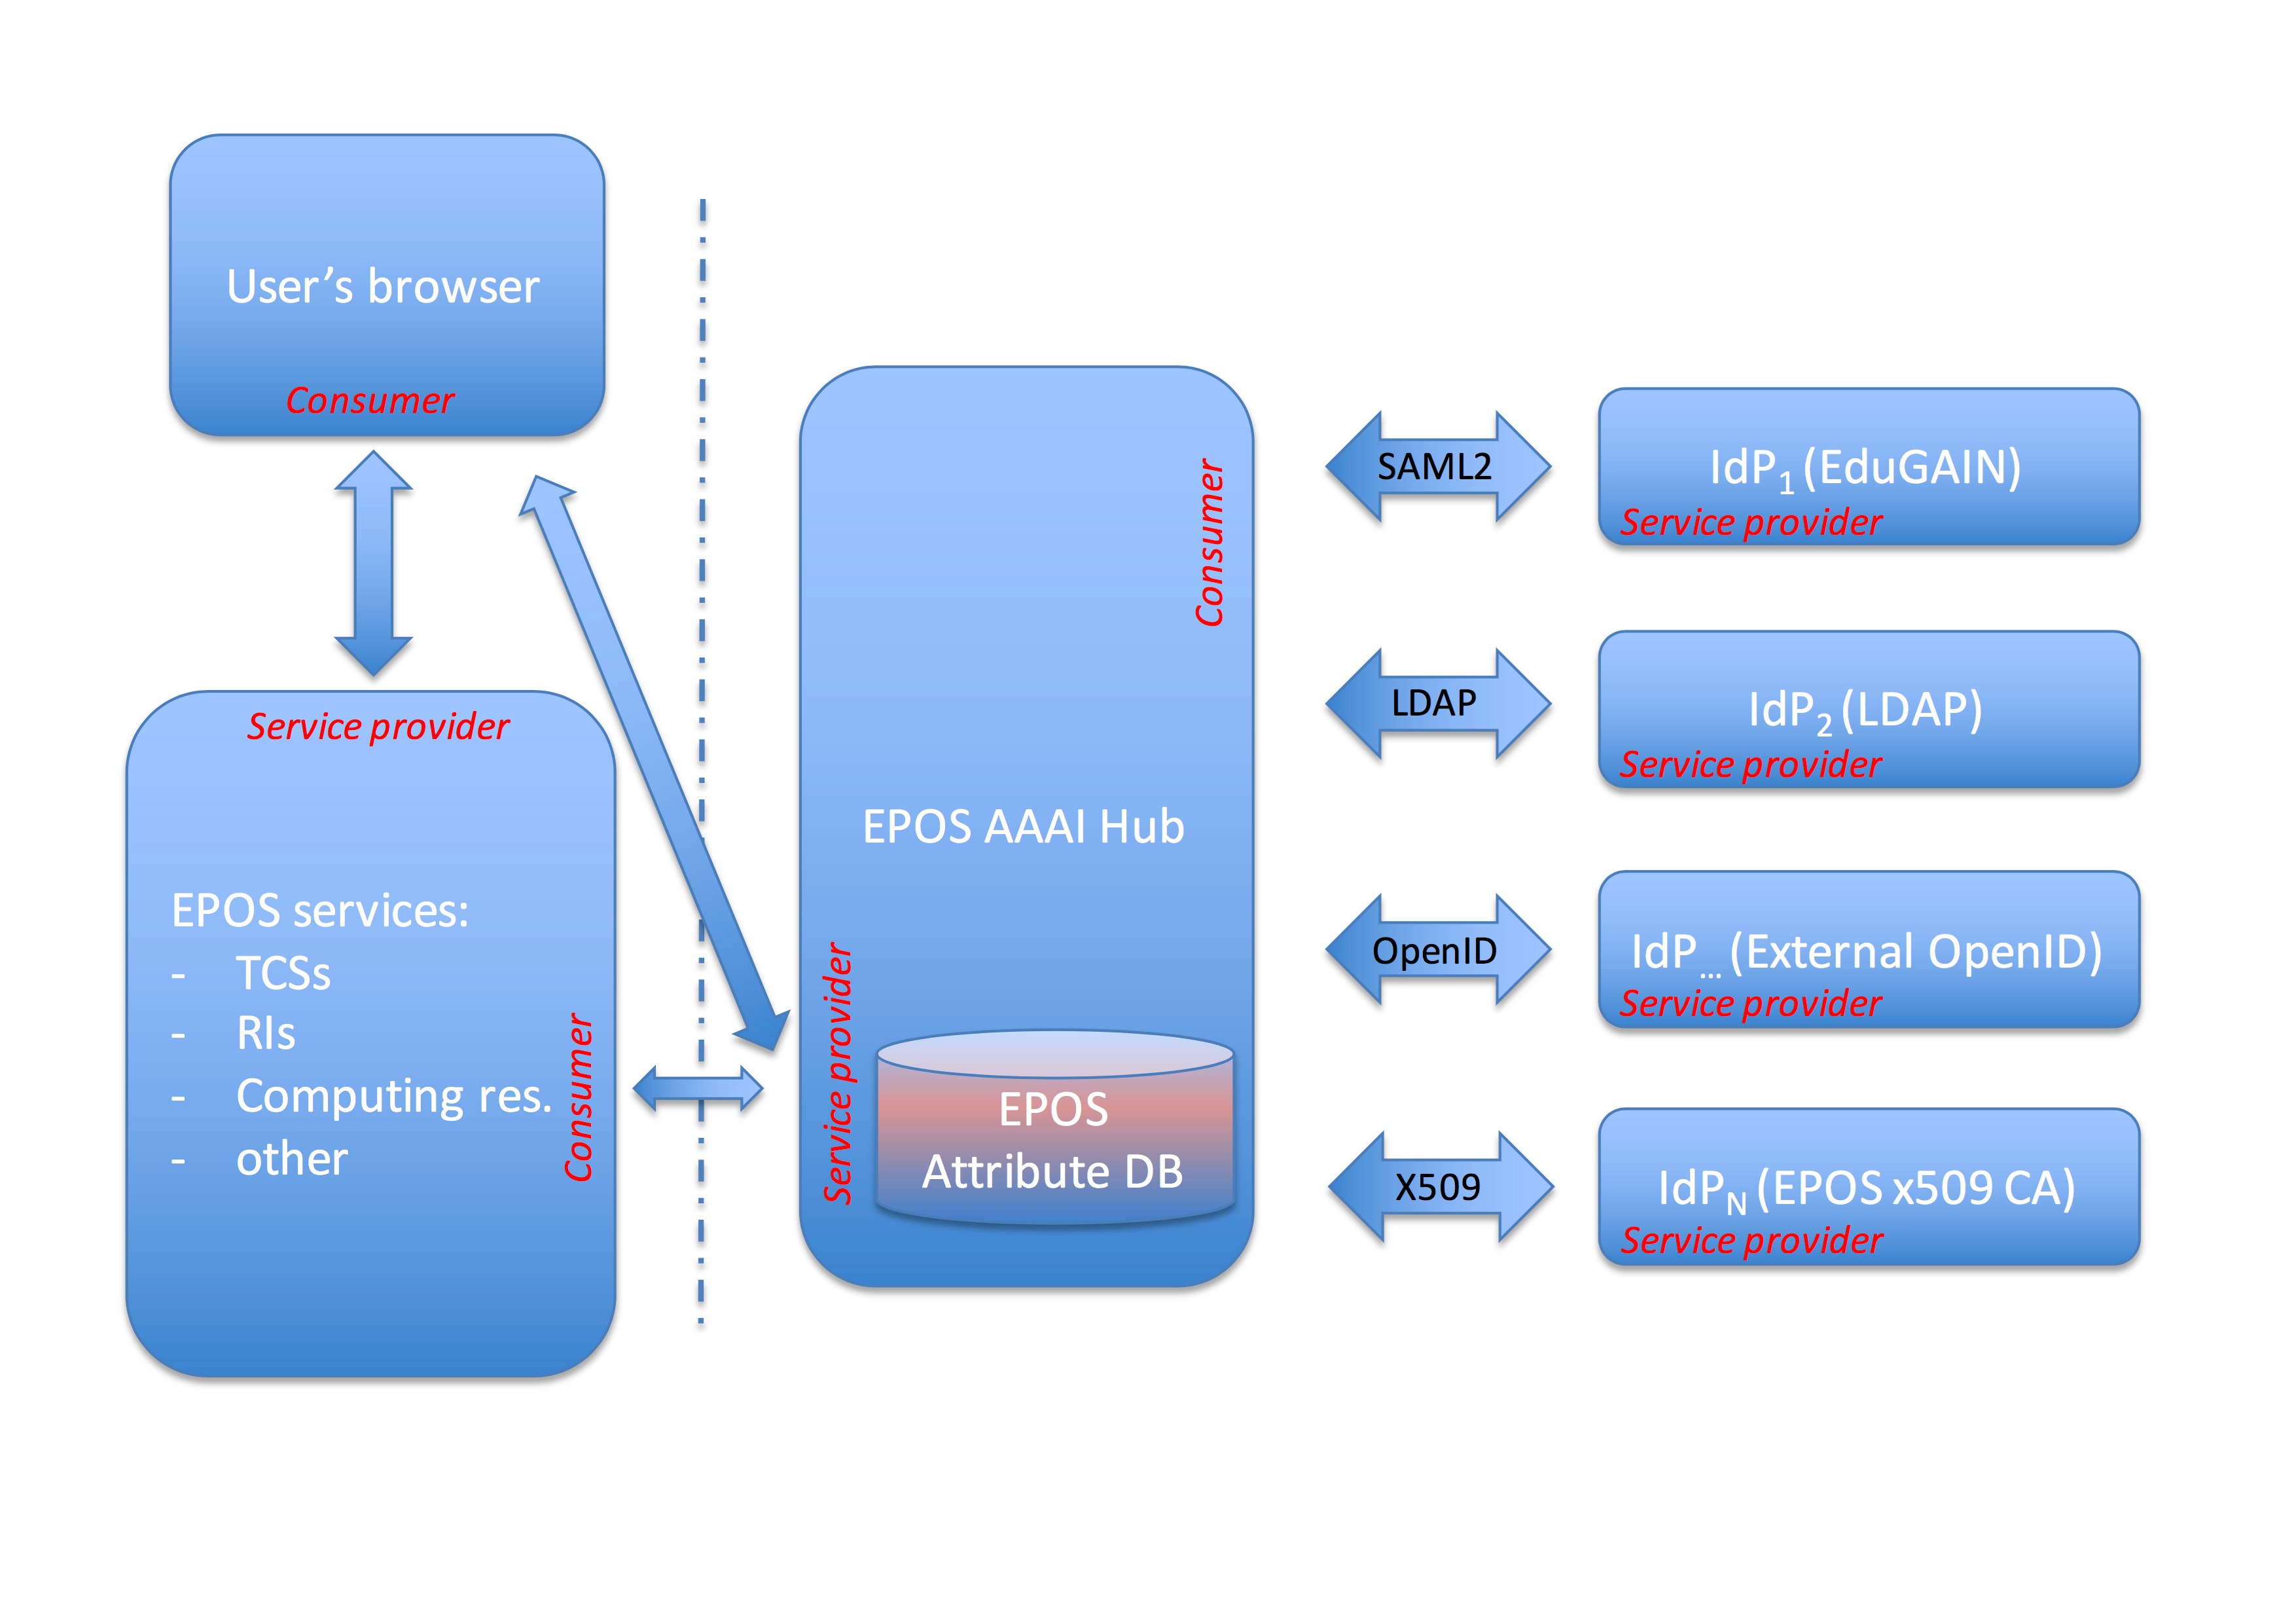 User’s browser
Consumer
Service provider
EPOS services:
- TCSs
- RIs
- Computing res.
- other
Consumer
Consumer
EPOS AAAI Hub
Service provider
EPOS
Attribute DB
SAML2
IdP1 (EduGAIN)
Service provider
LDAP
IdP2 (LDAP)
Service provider
OpenID
IdP... (External OpenID)
Service provider
X509
IdPN (EPOS x509 CA)
Service provider